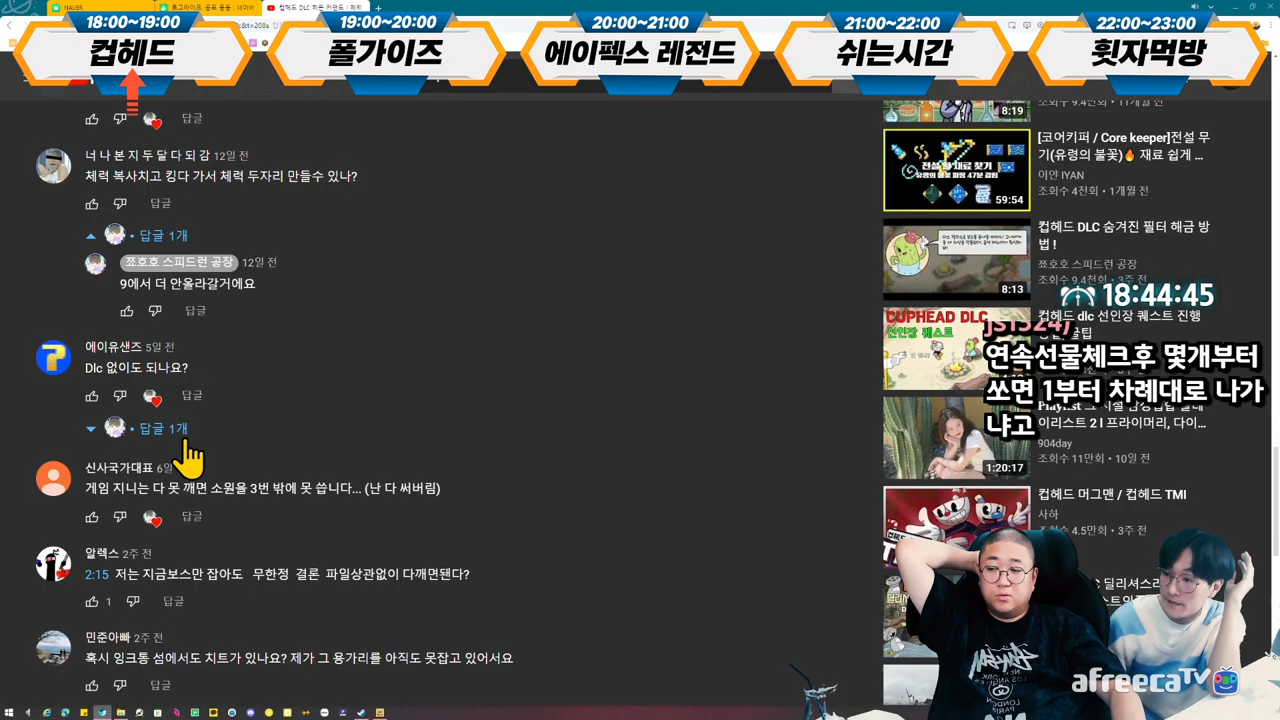 NAVER
18:00~19:00
컵헤드
19:00~20:00
폴가이즈
20:00~21:00
에이펙스 레전드
21:00~22:00
쉬는시간
22:00~23:00
횟자먹방
답글
너 나 본 지 두 달 다 되 감 12일 전
체력 복사치고 킹다 가서 체력 두자리 만들수 있나?
답글
답글 1개
쪼호호 스피드런 공장 12일 전
9에서 더 안올라갈거에요
답글
에이유샌즈 5일 전
Dlc 없이도 되나요?
답글
답글 1개
신사국가대표
게임 지니는 다 못 깨면 소원을 3번 밖에 못 씁니다... (난 다 써버림)
답글
알렉스 2주 전
2:15 저는 지금보스만 잡아도 무한정 결론 파일상관없이 다깨면됀다?
1 답글
민준아빠 2주 전
혹시 잉크통 섬에서도 치트가 있나요? 제가 그 용가리를 아직도 못잡고 있어서요
답글
8:19
[코어키퍼 / Core keeper]전설 무
기(유령의 불꽃)🔥 재료 쉽게 ...
이얀 IYAN
조회수 4천회 • 1개월 전
59:54
컵헤드 DLC 숨겨진 필터 해금 방
법 !
쪼호호 스피드런 공장
8:13
18:44:45
컵헤드 dlc 선인장 퀘스트 진행
CUPHEAD DLC
선인장 퀘스트
연속선물체크후 몇개부터
쏘면 1부터 차례대로 나가
냐고
904day
조회수 11만회 • 10일 전
1:20:17
컵헤드 머그맨 / 컵헤드 TMI
사하
조회수 4.5만회 • 3주 전
LOS ANGELES
LONDON
afreecaTV